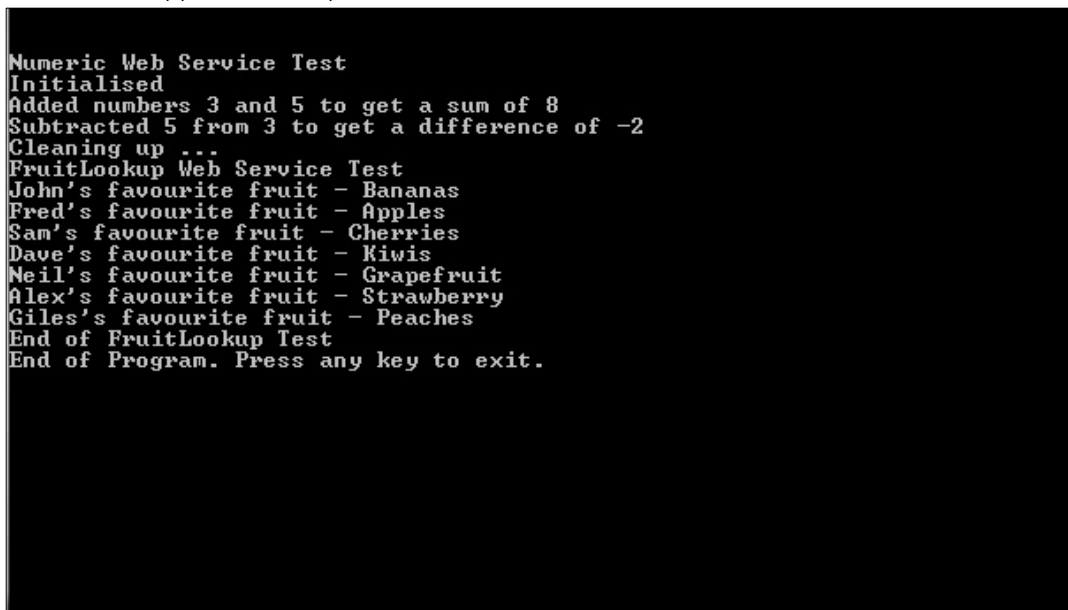 Numeric Web Service Test
Initialised
Added numbers 3 and 5 to get a sum of 8
Subtracted 5 from 3 to get a difference of -2
Cleaning up ...
FruitLookup Web Service Test
John's favourite fruit - Bananas
Fred's favourite fruit - Apples
Sam's favourite fruit - Cherries
Dave's favourite fruit - Kiwis
Neil's favourite fruit - Grapefruit
Alex's favourite fruit - Strawberry
Giles's favourite fruit - Peaches
End of FruitLookup Test
End of Program. Press any key to exit.